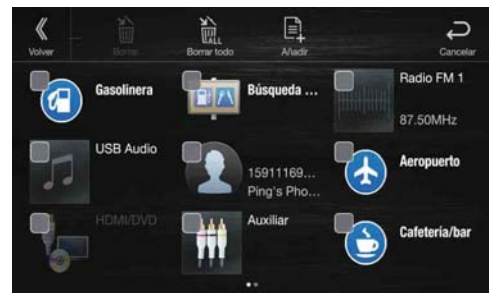 Volver
Borrar
Borrar todo
Añadir
Cancelar
ALL
Gasolinera
Búsqueda ...
Radio FM 1
87.50MHz
USB Audio
15911169...
Ping's Pho...
Aeropuerto
HDMI/DVD
Auxiliar
Cafetería/bar